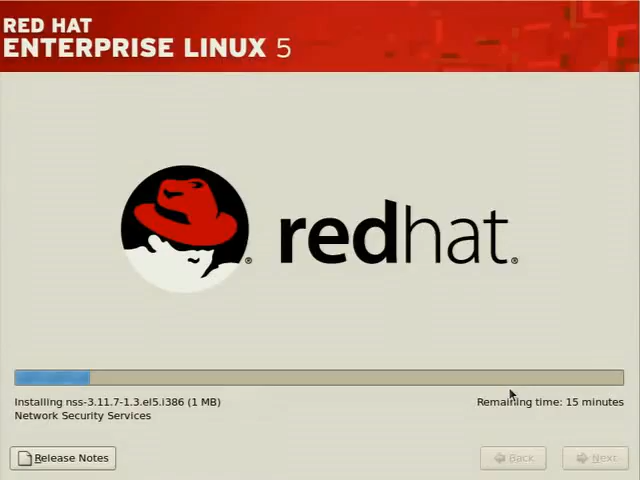 RED HAT
ENTERPRISE LINUX 5
redhat
®
®
Installing nss-3.11.7-1.3.el5.i386 (1 MB)
Remaining time: 15 minutes
Network Security Services
Release Notes
Back
Next